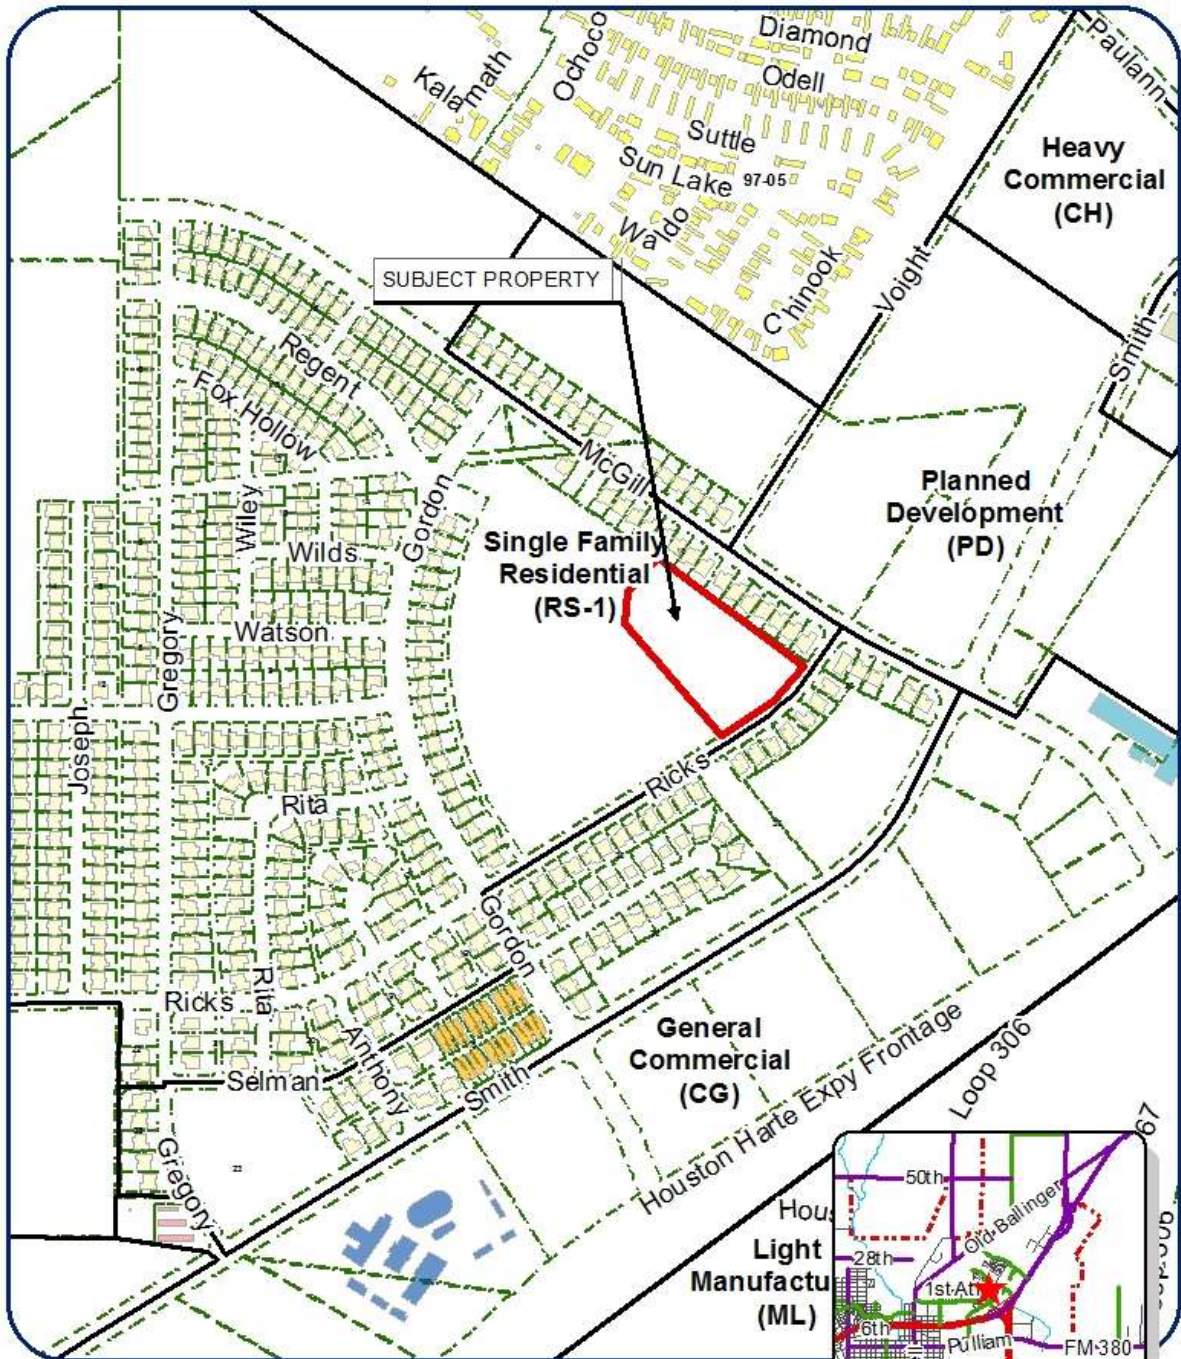 Diamond
Paulann
Ochoco
Odell
Kalamath
Suttle
Heavy
Commercial
(CH)
Sun Lake
97-05
Waldo
Chinook
Voight
SUBJECT PROPERTY
Smith
Regent
Fox Hollow
McGill
Planned
Development
(PD)
Wiley
Gordon
Single Family
Residential
(RS-1)
Wilds
Watson
Gregory
Joseph
Ricks
Rita
Gordon
Ricks
Rita
General
Commercial
(CG)
Anthony
Selman
Smith
Houston Harte Expy Frontage
Loop 306
67
Gregory
23
50th
Old Ballinger
Hous
Light
Manufactu
(ML)
28th
1st At
6th
Pulliam
FM 380